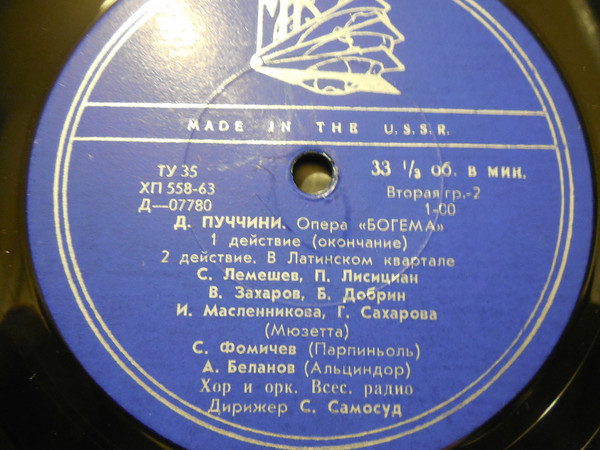 MADE IN THE U.S.S.R.
ТУ 35
ХП 558-63
Д—07780
33 1/3 об. в мин.
Вторая гр.-2
1-00
Д. ПУЧЧИНИ. Опера «БОГЕМА»
1 действие (окончание)
2 действие. В Латинском квартале
С. Лемешев, П. Лисициан
В. Захаров, Б. Добрин
И. Масленникова, Г. Сахарова
(Мюзетта)
С. Фомичев (Парпиньоль)
А. Беланов (Альциндор)
Хор и орк. Всес. радио
Дирижер С. Самосуд